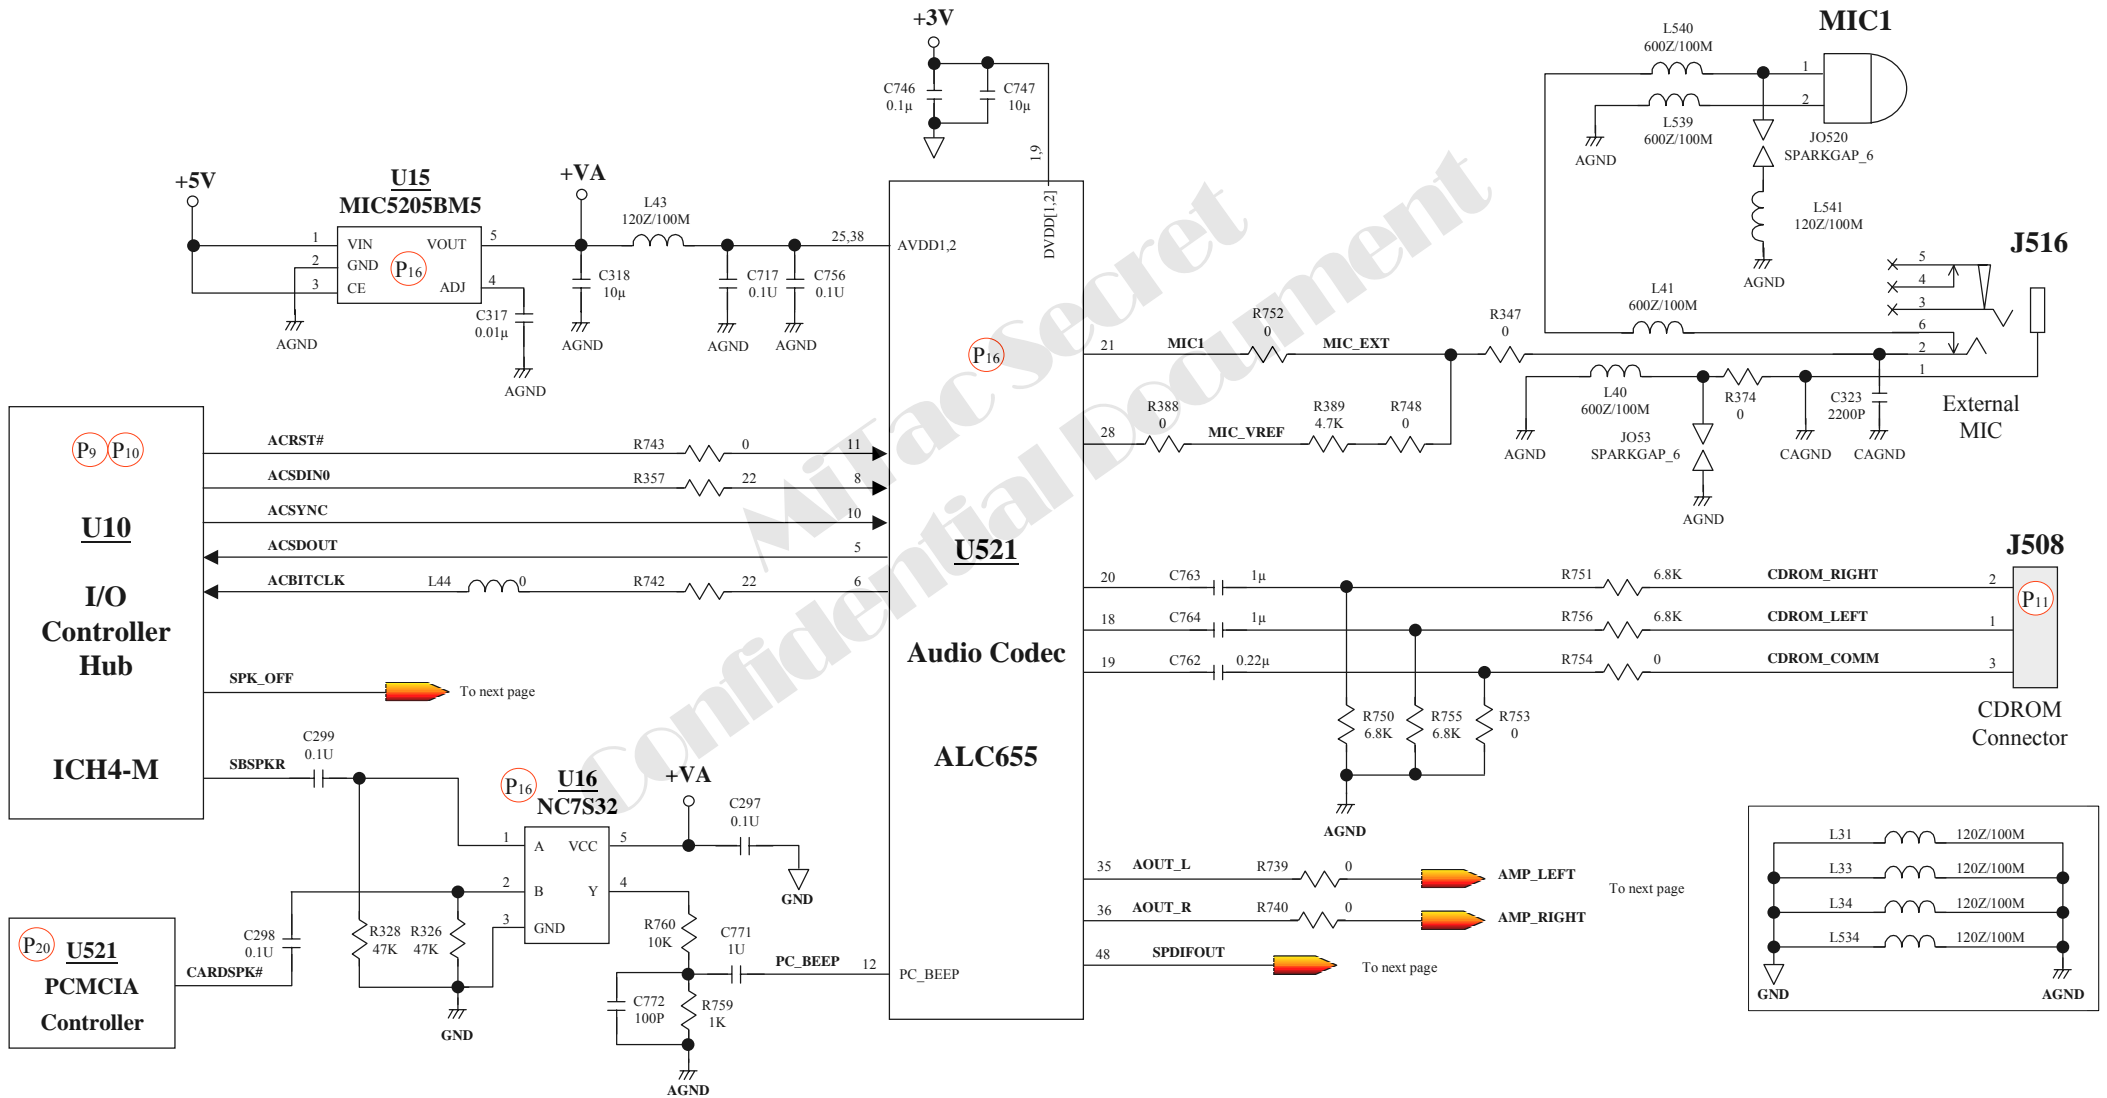 +3V
C746
0.1µ
C747
10µ
1,9
DVDD[1,2]
L540
600Z/100M
MIC1
1
2
L539
600Z/100M
AGND
JO520
SPARKGAP_6
L541
120Z/100M
AGND
J516
5
4
3
6
2
1
L41
600Z/100M
+5V
U15
MIC5205BM5
1
2
3
VIN
GND
CE
VOUT
ADJ
P16
5
4
AGND
C317
0.01µ
AGND
+VA
L43
120Z/100M
C318
10µ
AGND
C717
0.1U
AGND
C756
0.1U
AGND
25,38
AVDD1,2
P16
21
MIC1
R752
0
MIC_EXT
R347
0
28
R388
0
MIC_VREF
R389
4.7K
R748
0
AGND
L40
600Z/100M
JO53
SPARKGAP_6
AGND
R374
0
CAGND
C323
2200P
CAGND
External
MIC
P9
P10
U10
I/O
Controller
Hub
ICH4-M
ACRST#
R743
0
11
ACSDIN0
R357
22
8
ACSYNC
10
ACSDOUT
5
ACBITCLK
L44
0
R742
22
6
SPK_OFF
To next page
SBSPKR
C299
0.1U
U521
Audio Codec
ALC655
MiTac Secret
Confidential Document
J508
20
C763
1µ
R751
6.8K
CDROM_RIGHT
2
P11
18
C764
1µ
R756
6.8K
CDROM_LEFT
1
19
C762
0.22µ
R754
0
CDROM_COMM
3
R750
6.8K
R755
6.8K
R753
0
AGND
CDROM
Connector
P16
U16
NC7S32
+VA
C297
0.1U
GND
1
2
3
A
B
GND
VCC
Y
5
4
R328
47K
R326
47K
GND
R760
10K
C771
1U
PC_BEEP
12
PC_BEEP
C772
100P
R759
1K
AGND
P20
U521
PCMCIA
Controller
CARDSPK#
C298
0.1U
35
AOUT_L
R739
0
AMP_LEFT
To next page
36
AOUT_R
R740
0
AMP_RIGHT
48
SPDIFOUT
To next page
L31
120Z/100M
L33
120Z/100M
L34
120Z/100M
L534
120Z/100M
GND
AGND